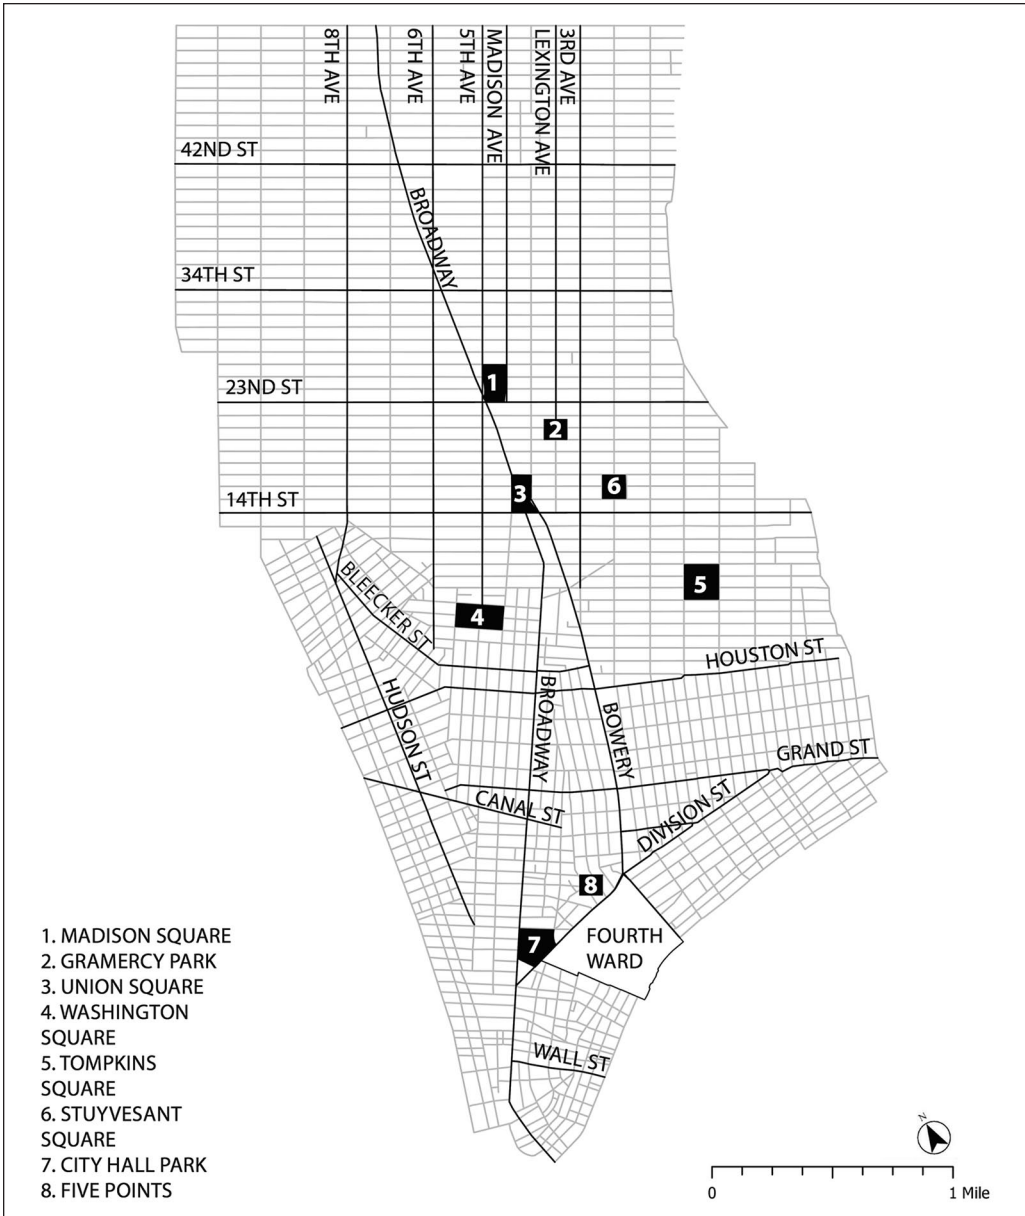 8TH AVE
6TH AVE
5TH AVE
MADISON AVE
LEXINGTON AVE
3RD AVE
42ND ST
BROADWAY
34TH ST
1
23ND ST
2
3
6
14TH ST
BLEECKER ST
5
4
HOUSTON ST
HUDSON ST
BROADWAY
BOWERY
GRAND ST
CANAL ST
DIVISION ST
8
7
FOURTH
WARD
WALL ST
1. MADISON SQUARE
2. GRAMERCY PARK
3. UNION SQUARE
4. WASHINGTON
SQUARE
5. TOMPKINS
SQUARE
6. STUYVESANT
SQUARE
7. CITY HALL PARK
8. FIVE POINTS
N
0
1 Mile